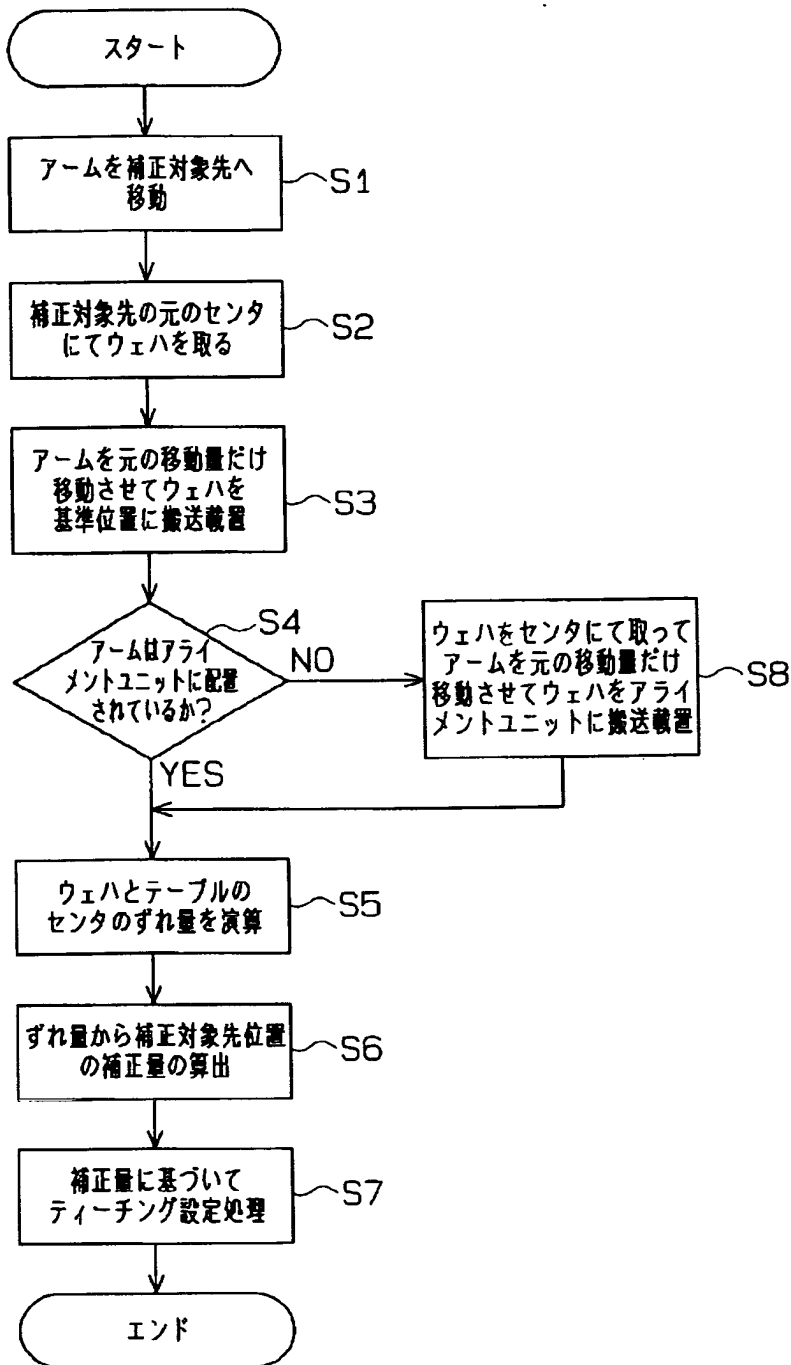 スタート
アームを補正対象先へ
移動
S1
補正対象先の元のセンタ
にてウェハを取る
S2
アームを元の移動量だけ
移動させてウェハを
基準位置に搬送載置
S3
S4
アームはアライ
メントユニットに配置
されているか?
NO
ウェハをセンタにて取って
アームを元の移動量だけ
移動させてウェハをアライ
メントユニットに搬送載置
S8
YES
ウェハとテーブルの
センタのずれ量を演算
S5
ずれ量から補正対象先位置
の補正量の算出
S6
補正量に基づいて
ティーチング設定処理
S7
エンド